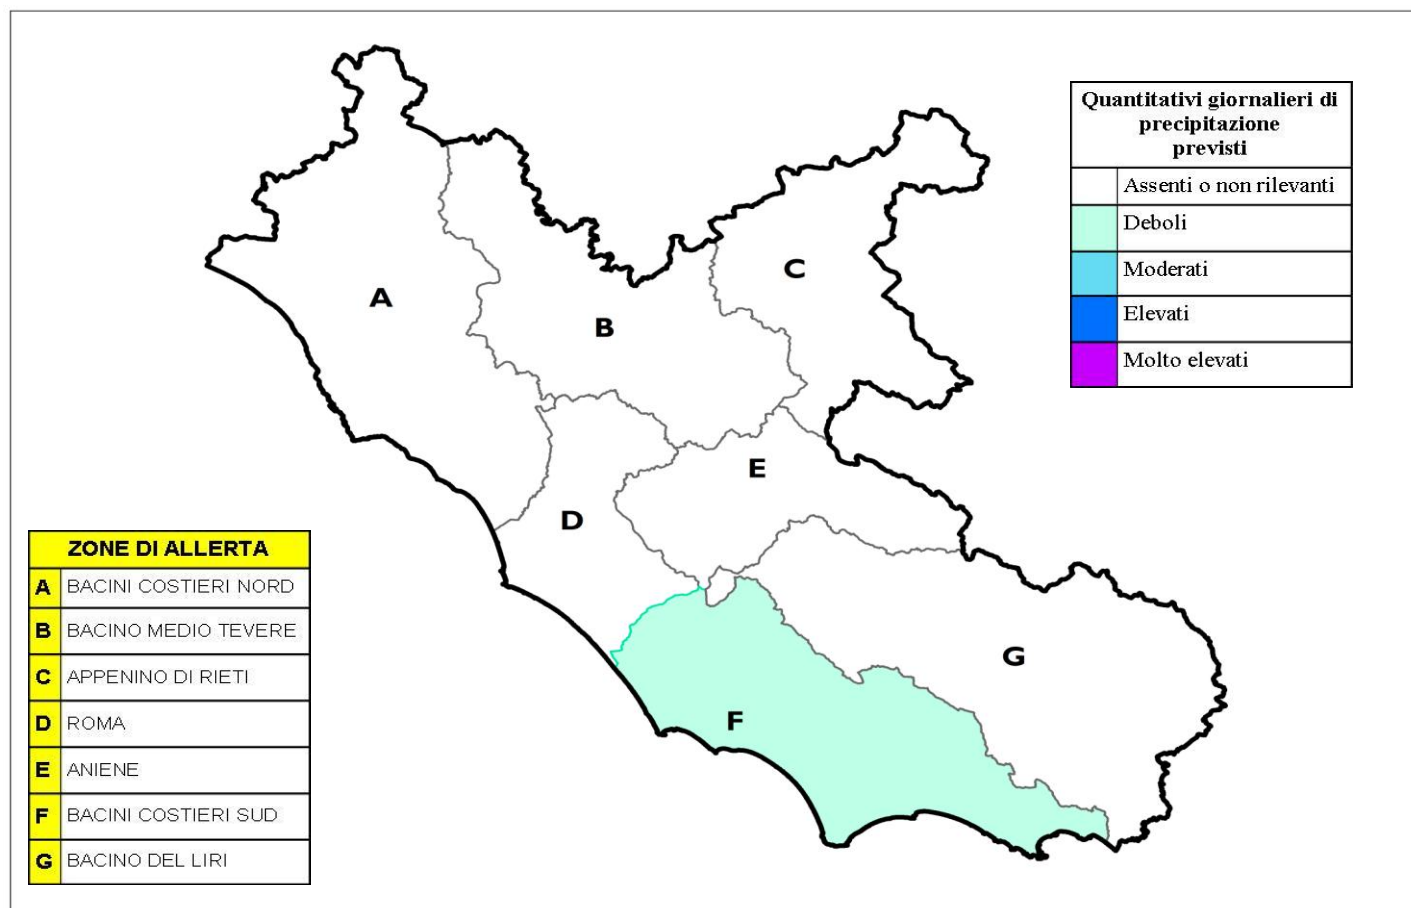 Quantitativi giornalieri di
precipitazione
previsti
Assenti o non rilevanti
Deboli
Moderati
Elevati
Molto elevati
A
B
C
E
D
G
F
ZONE DI ALLERTA
A BACINI COSTIERI NORD
B BACINO MEDIO TEVERE
C APPENINO DI RIETI
D ROMA
E ANIENE
F BACINI COSTIERI SUD
G BACINO DEL LIRI